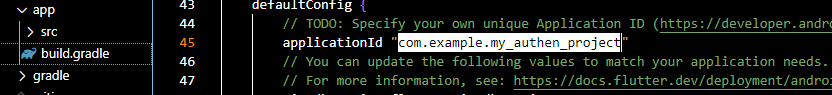 app
src
build.gradle
gradle
43 defaultConfig {
44 // TODO: Specify your own unique Application ID (https://developer.andro
45 applicationId "com.example.my_authen_project"
46 // You can update the following values to match your application needs.
47 // For more information, see: https://docs.flutter.dev/deployment/androi